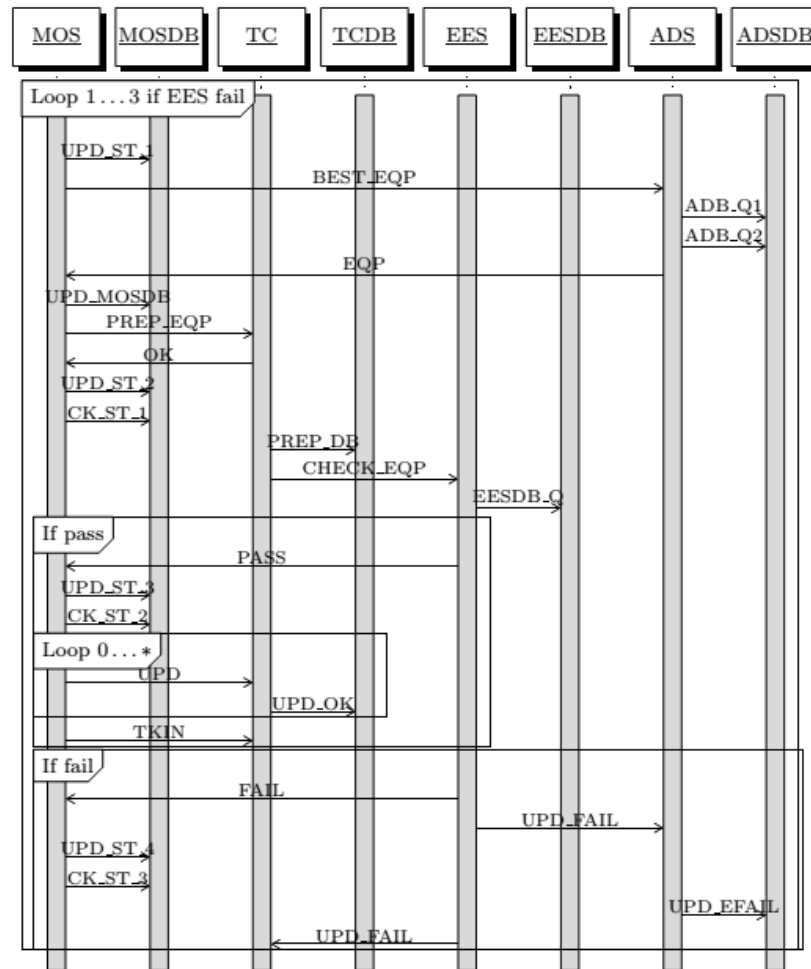 MOS MOSDB TC TCDB EES EESDB ADS ADSDB
Loop 1...3 if EES fail
UPD_ST_1
BEST_EQP
ADB_Q1
ADB_Q2
EQP
UPD_MOSDB
PREP_EQP
OK
UPD_ST_2
CK_ST_1
PREP_DB
CHECK_EQP
EESDB_Q
If pass
PASS
UPD_ST_3
CK_ST_2
Loop 0...*
UPD
UPD_OK
TKIN
If fail
FAIL
UPD_FAIL
UPD_ST_4
CK_ST_3
UPD_EFAIL
UPD_FAIL